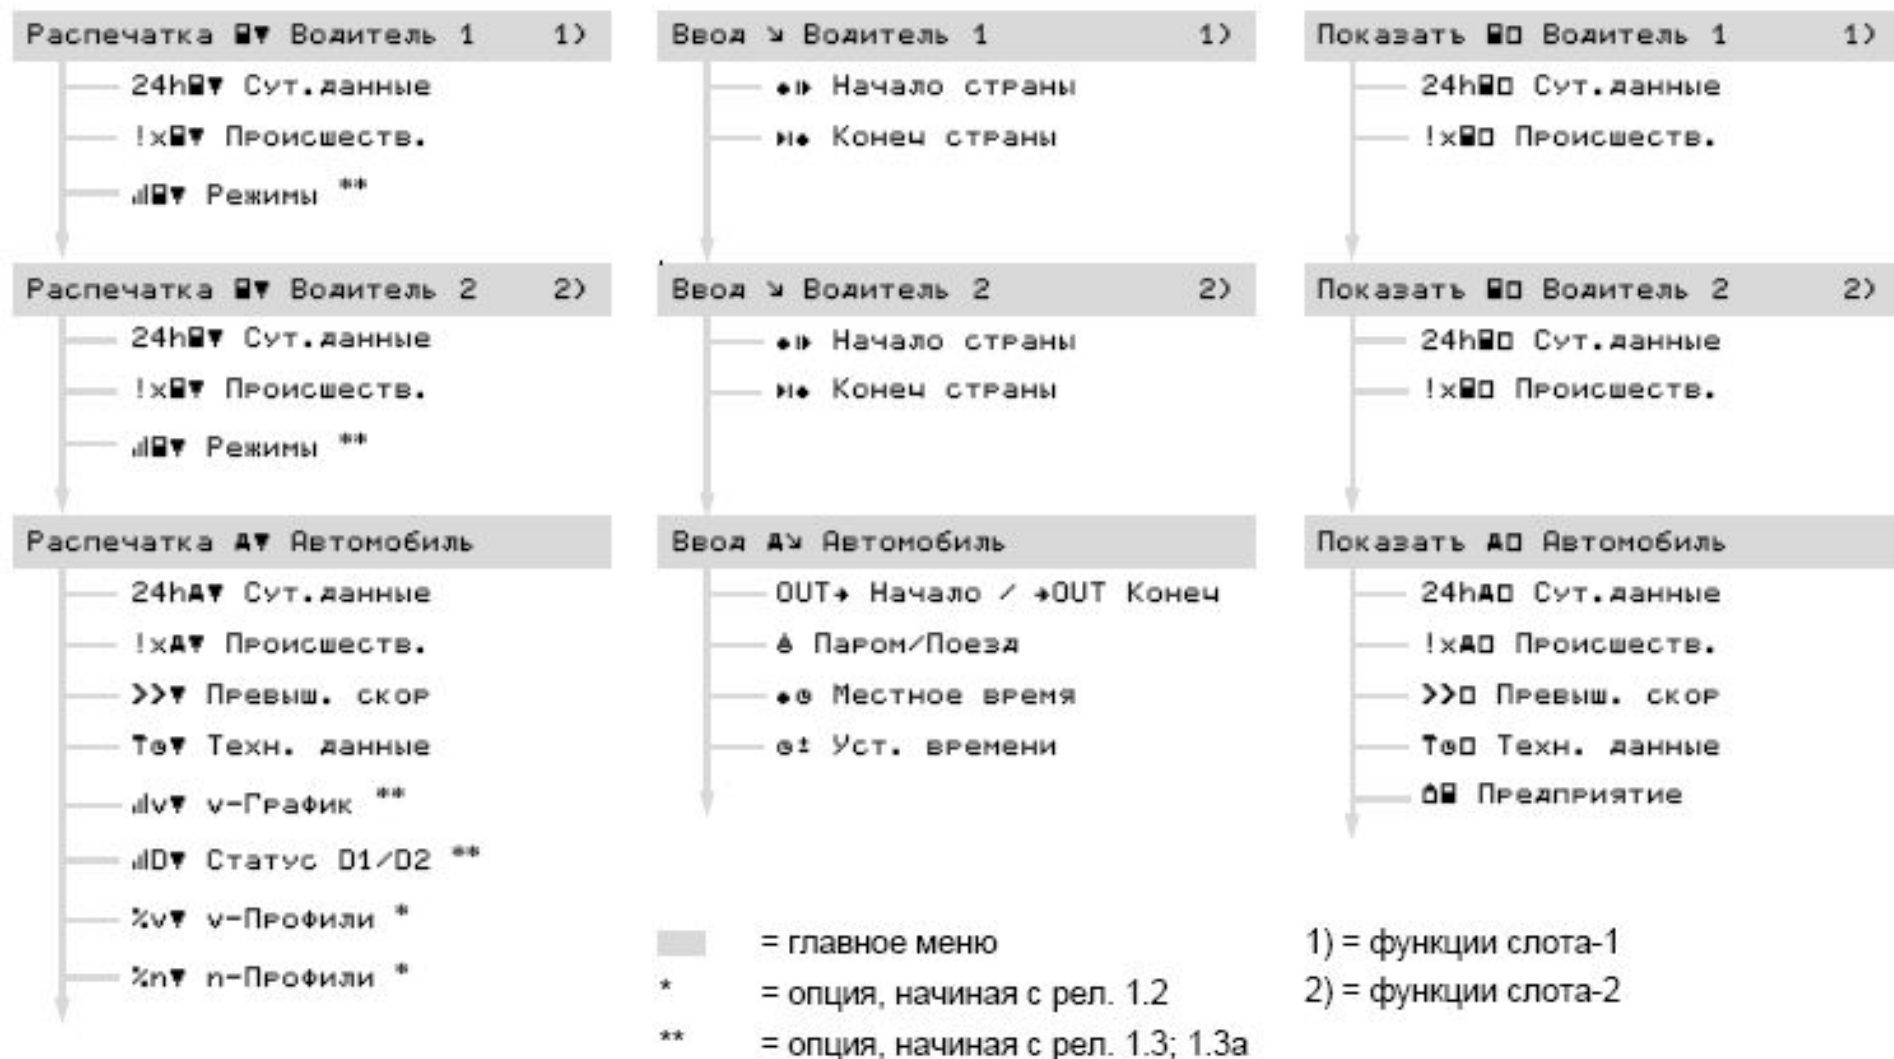 Распечатка Водитель 1 1)
24h Сут.данные
!x Происшеств.
Режимы **
Распечатка Водитель 2 2)
24h Сут.данные
!x Происшеств.
Режимы **
Распечатка Автомобиль
24h Сут.данные
!x Происшеств.
>> Превыш. скор
Техн. данные
v v-График **
D Статус D1/D2 **
%v v-Профили *
%n n-Профили *
Ввод Водитель 1 1)
Начало страны
Конец страны
Ввод Водитель 2 2)
Начало страны
Конец страны
Ввод Автомобиль
OUT→ Начало / →OUT Конец
Паром/Поезд
Местное время
Уст. времени
Показать Водитель 1 1)
24h Сут.данные
!x Происшеств.
Показать Водитель 2 2)
24h Сут.данные
!x Происшеств.
Показать Автомобиль
24h Сут.данные
!x Происшеств.
>> Превыш. скор
Техн. данные
Предприятие
= главное меню
* = опция, начиная с рел. 1.2
** = опция, начиная с рел. 1.3; 1.3a
1) = функции слота-1
2) = функции слота-2